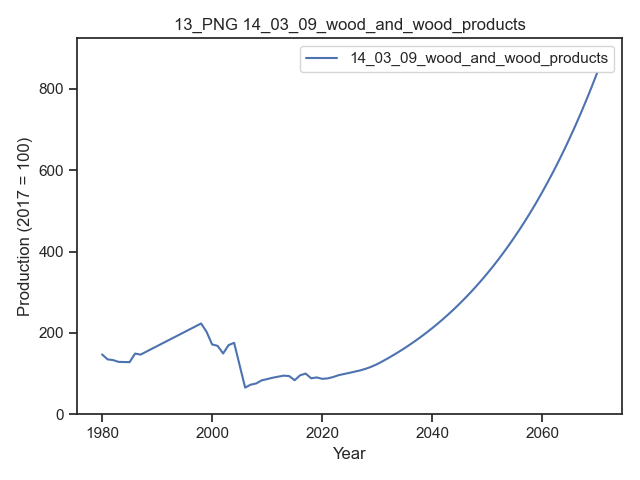 13_PNG 14_03_09_wood_and_wood_products
14_03_09_wood_and_wood_products
Production (2017 = 100)
800
600
400
200
0
1980 2000 2020 2040 2060
Year